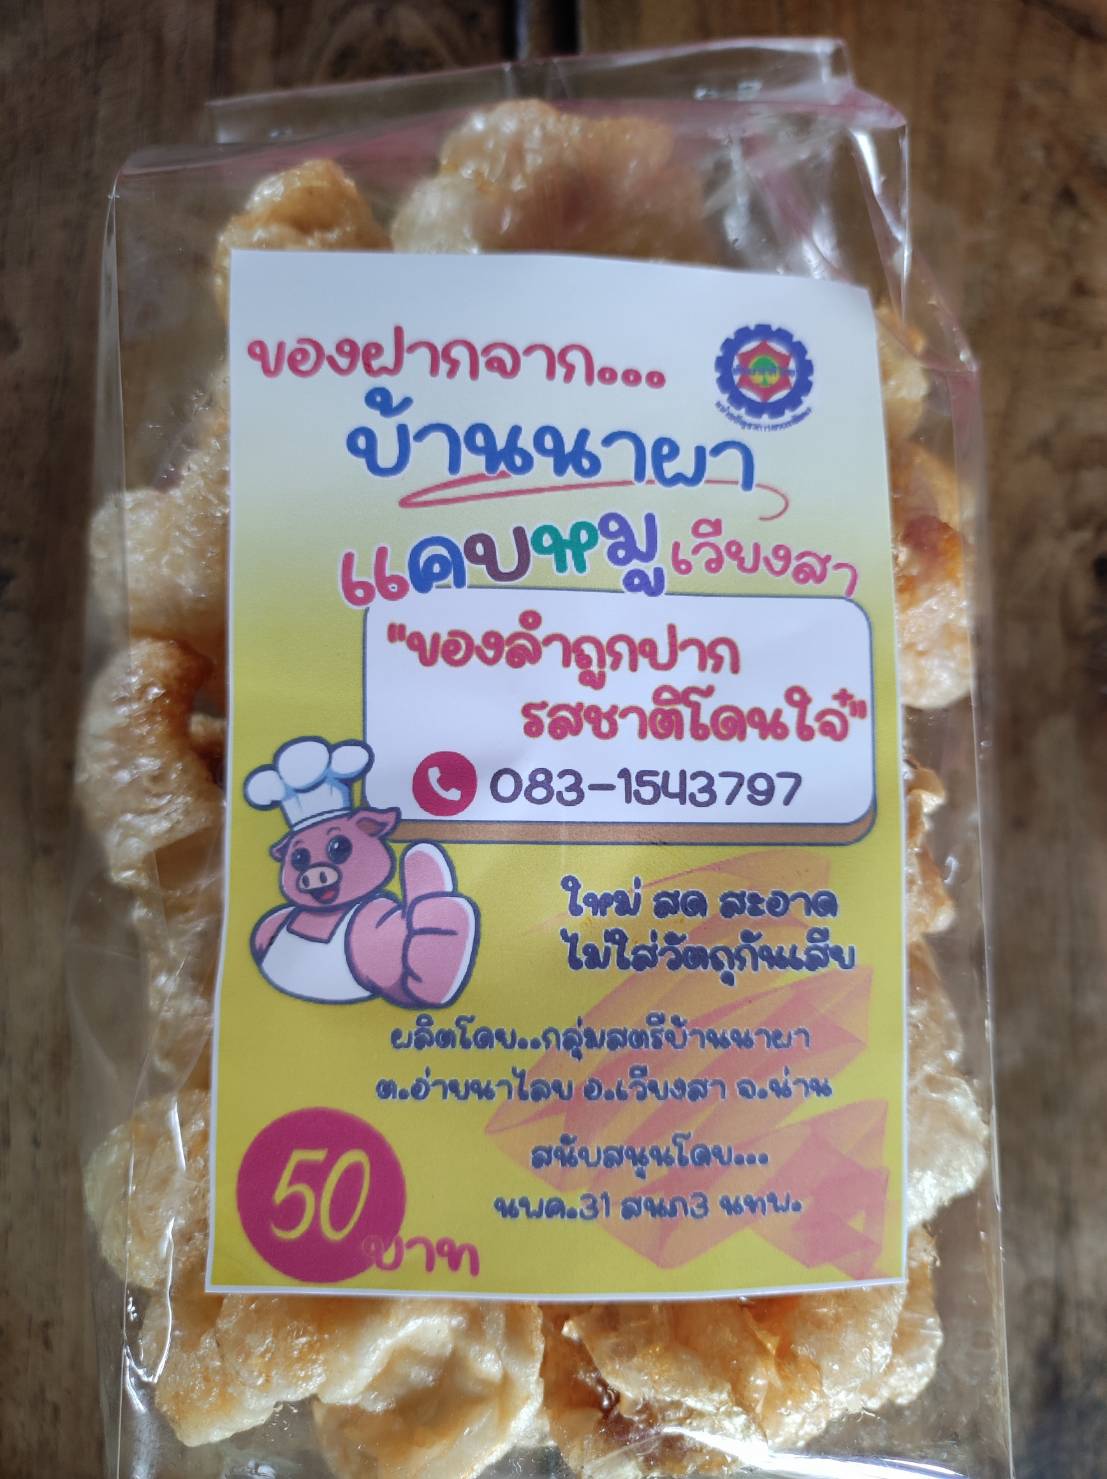 ของฝากจาก...
บ้านนาผา
แคบหมูเวียงสา
"ของลำถูกปาก
รสชาติโดนใจ๋"
083-1543797
ใหม่ สด สะอาด
ไม่ใส่วัตถุกันเสีย
ผลิตโดย..กลุ่มสตรีบ้านนาผา
ต.อ่ายนาไลย อ.เวียงสา จ.น่าน
สนับสนุนโดย...
นพค.31 สนภ3 นทพ.
50 บาท